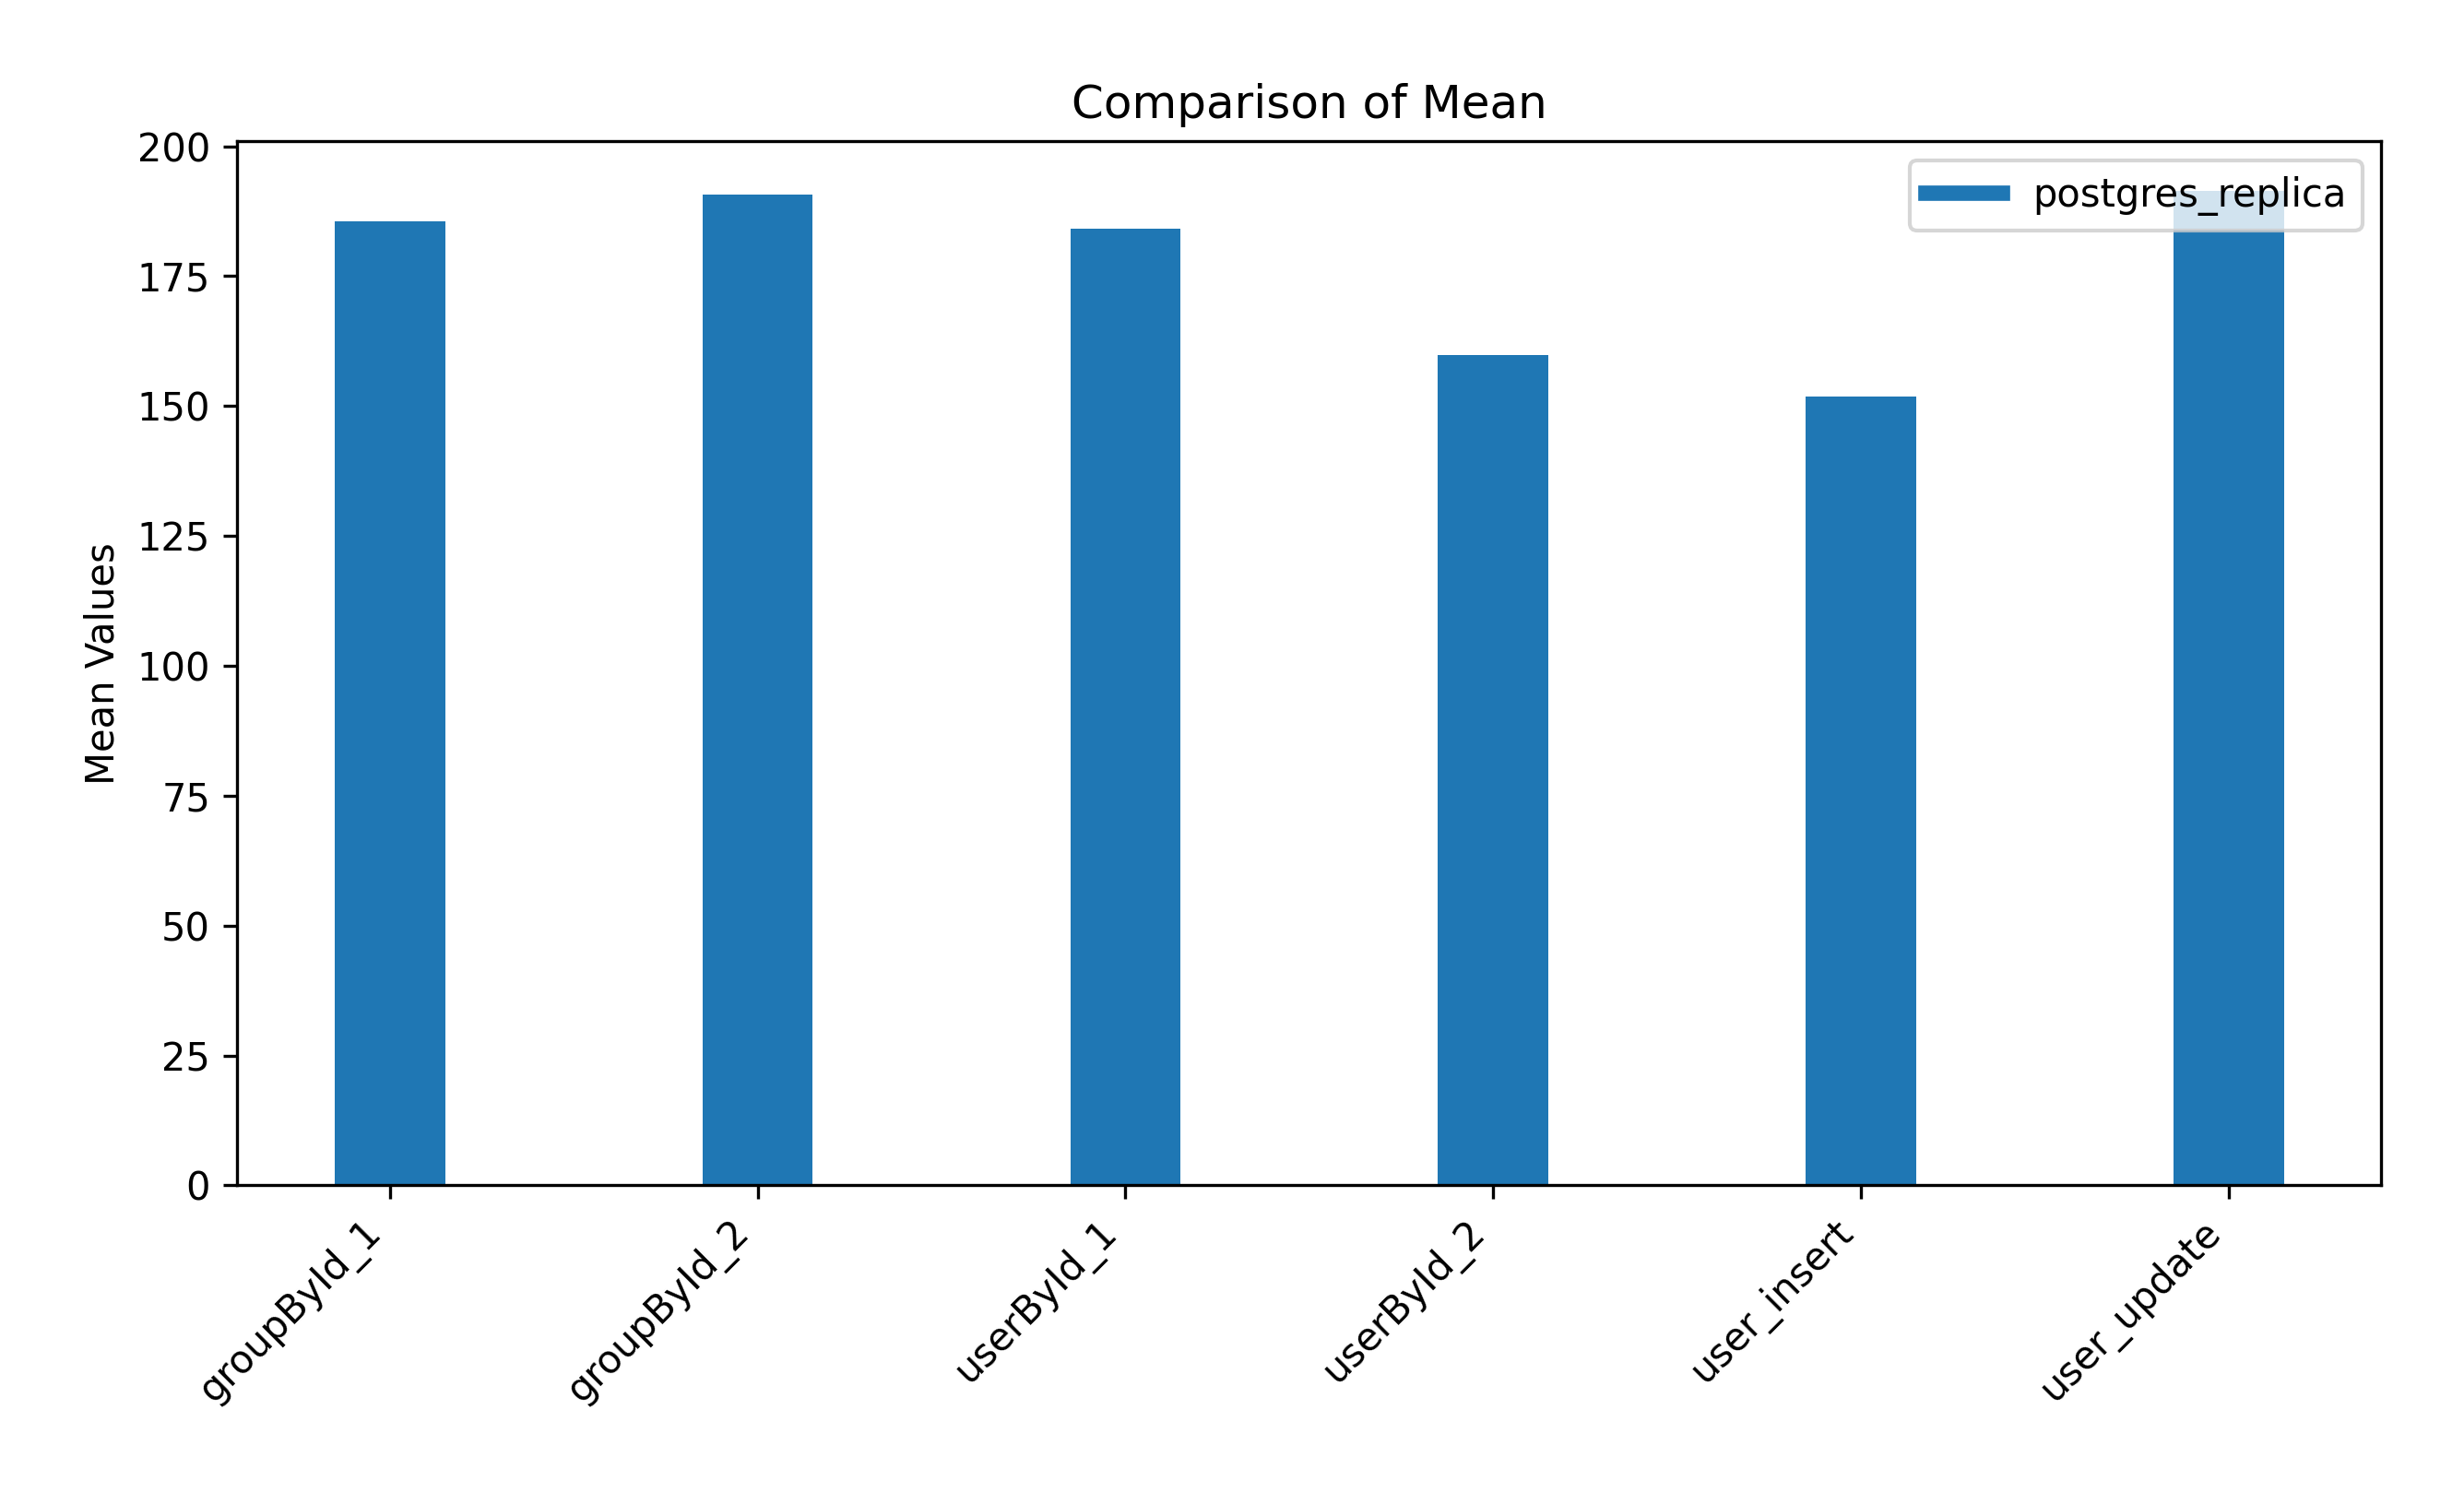 Comparison of Mean
postgres_replica
Mean Values
200
175
150
125
100
75
50
25
0
groupById_1
groupById_2
userById_1
userById_2
user_insert
user_update